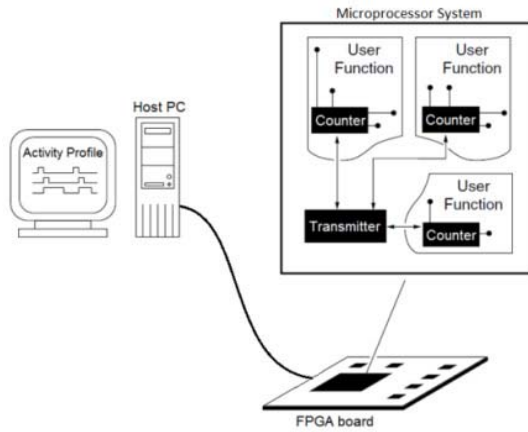 Microprocessor System
User
Function
User
Function
Host PC
Counter
Counter
Activity Profile
User
Function
Transmitter
Counter
FPGA board